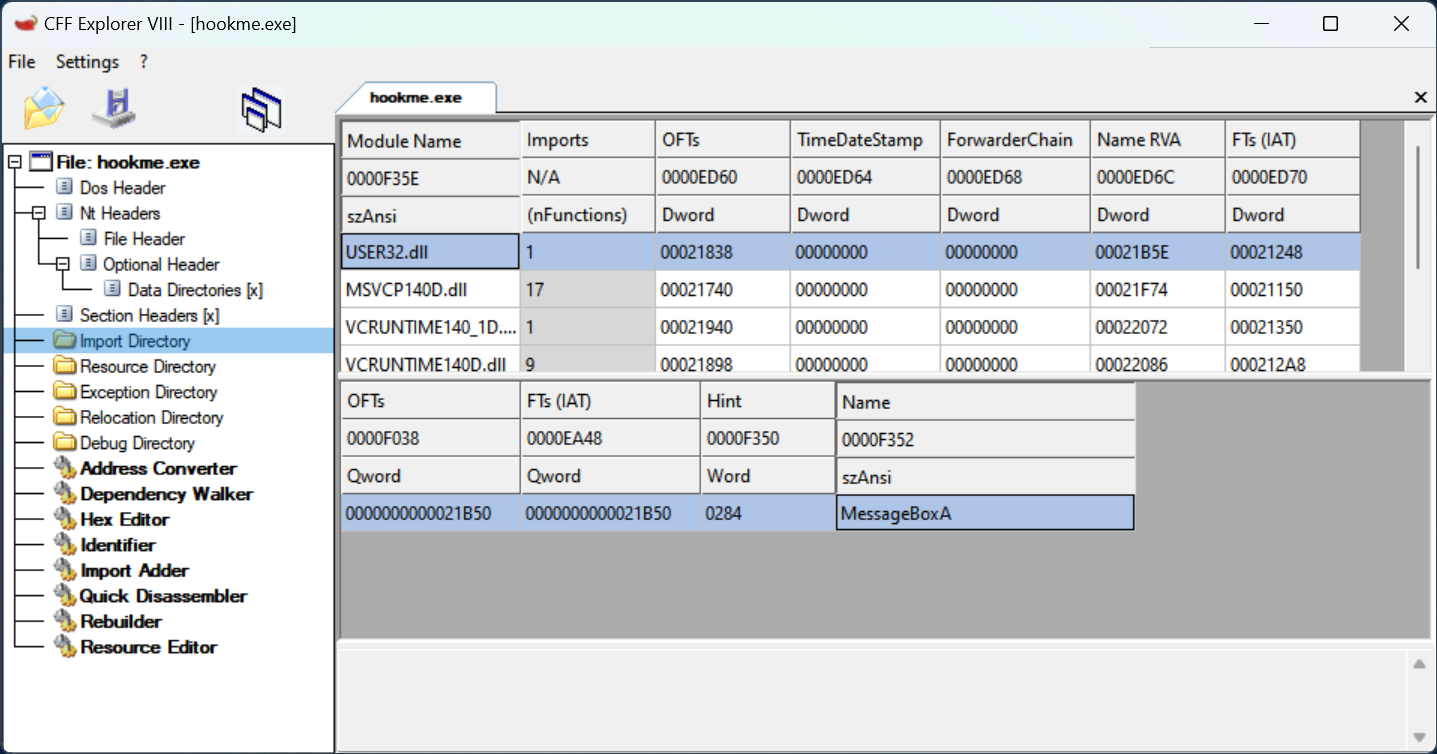 CFF Explorer VIII - [hookme.exe]
File Settings ?
hookme.exe
File: hookme.exe
Dos Header
Nt Headers
File Header
Optional Header
Data Directories [x]
Section Headers [x]
Import Directory
Resource Directory
Exception Directory
Relocation Directory
Debug Directory
Address Converter
Dependency Walker
Hex Editor
Identifier
Import Adder
Quick Disassembler
Rebuilder
Resource Editor
Module Name Imports OFTs TimeDateStamp ForwarderChain Name RVA FTs (IAT)
0000F35E N/A 0000ED60 0000ED64 0000ED68 0000ED6C 0000ED70
szAnsi (nFunctions) Dword Dword Dword Dword Dword
USER32.dll 1 00021838 00000000 00000000 00021B5E 00021248
MSVCP140D.dll 17 00021740 00000000 00000000 00021F74 00021150
VCRUNTIME140_1D.... 1 00021940 00000000 00000000 00022072 00021350
VCRUNTIME140D.dll 9 00021898 00000000 00000000 00022086 000212A8
OFTs FTs (IAT) Hint Name
0000F038 0000EA48 0000F350 0000F352
Qword Qword Word szAnsi
0000000000021B50 0000000000021B50 0284 MessageBoxA